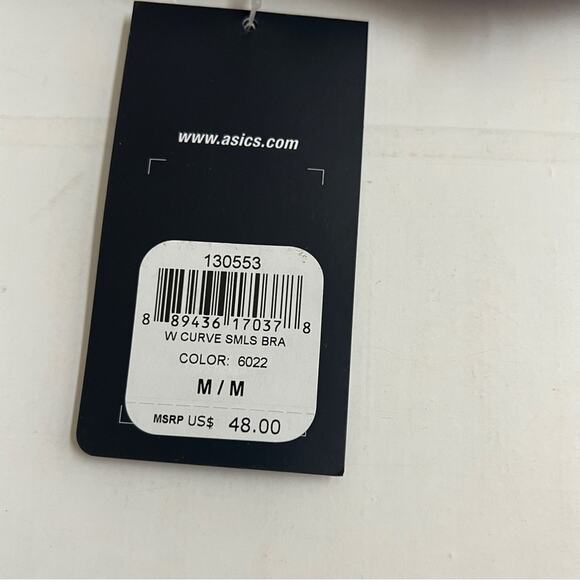 www.asics.com
130553
8 89436 17037 8
W CURVE SMLS BRA
COLOR: 6022
M / M
MSRP US$ 48.00